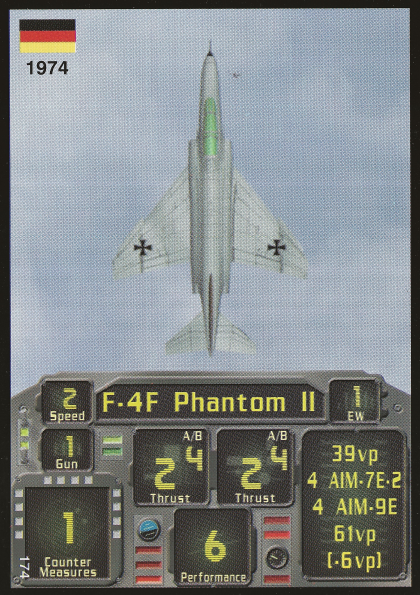 1974
2
Speed
F-4F Phantom II
1
EW
1
Gun
A/B
2 4
Thrust
A/B
2 4
Thrust
39vp
4 AIM-7E-2
4 AIM-9E
61vp
(-6vp)
1
Counter
Measures
6
Performance
174